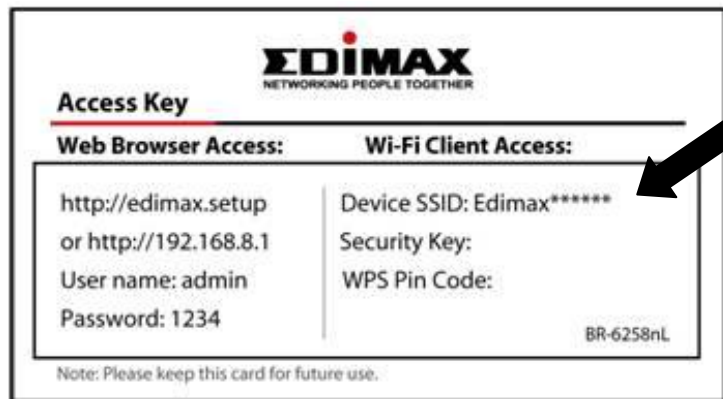 EDIMAX
NETWORKING PEOPLE TOGETHER
Access Key
Web Browser Access:
Wi-Fi Client Access:
http://edimax.setup
or http://192.168.8.1
User name: admin
Password: 1234
Device SSID: Edimax******
Security Key:
WPS Pin Code:
BR-6258nL
Note: Please keep this card for future use.